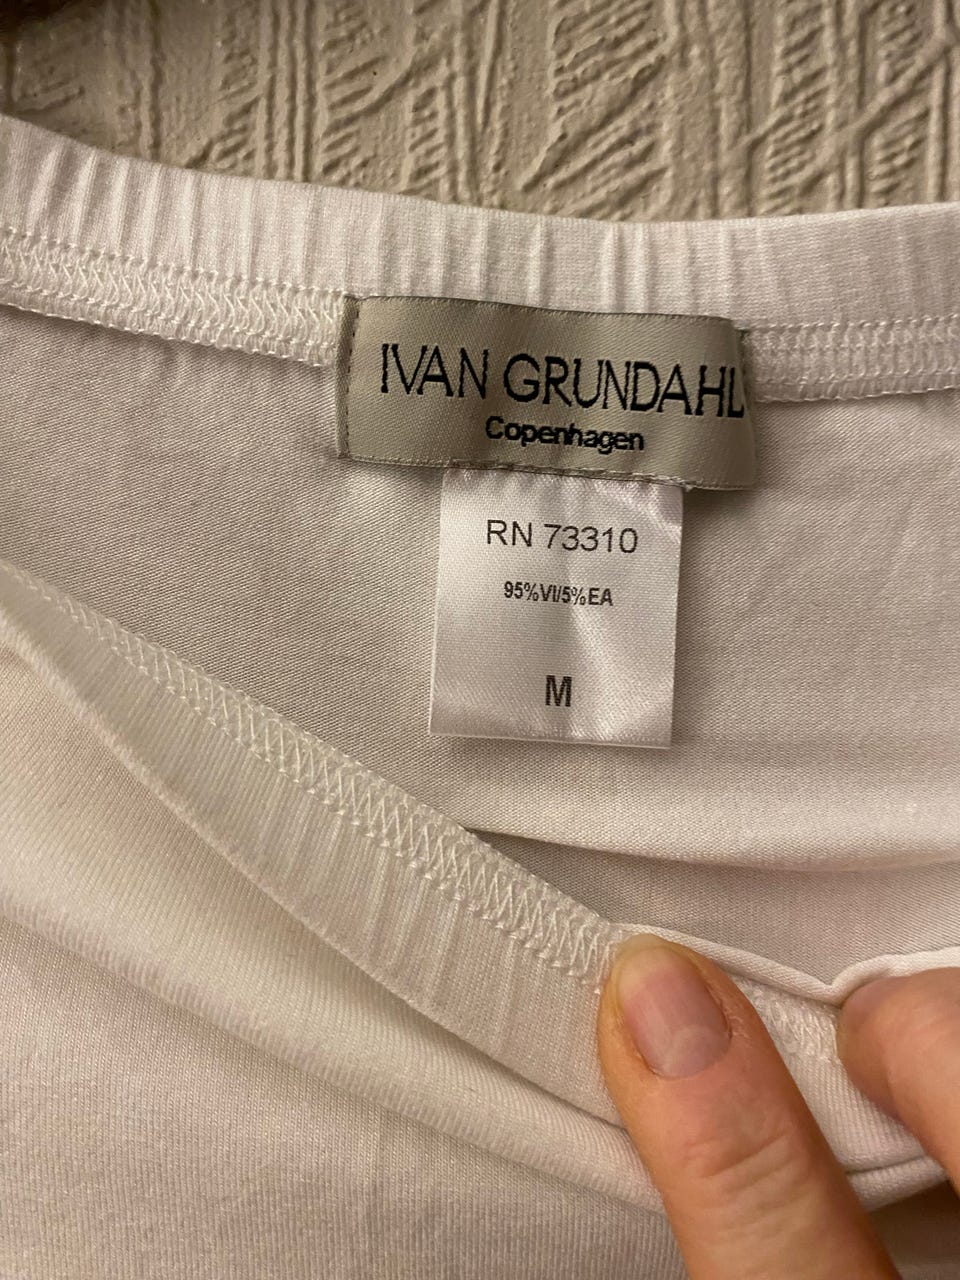 IVAN GRUNDAHL
Copenhagen
RN 73310
95%VI/5%EA
M